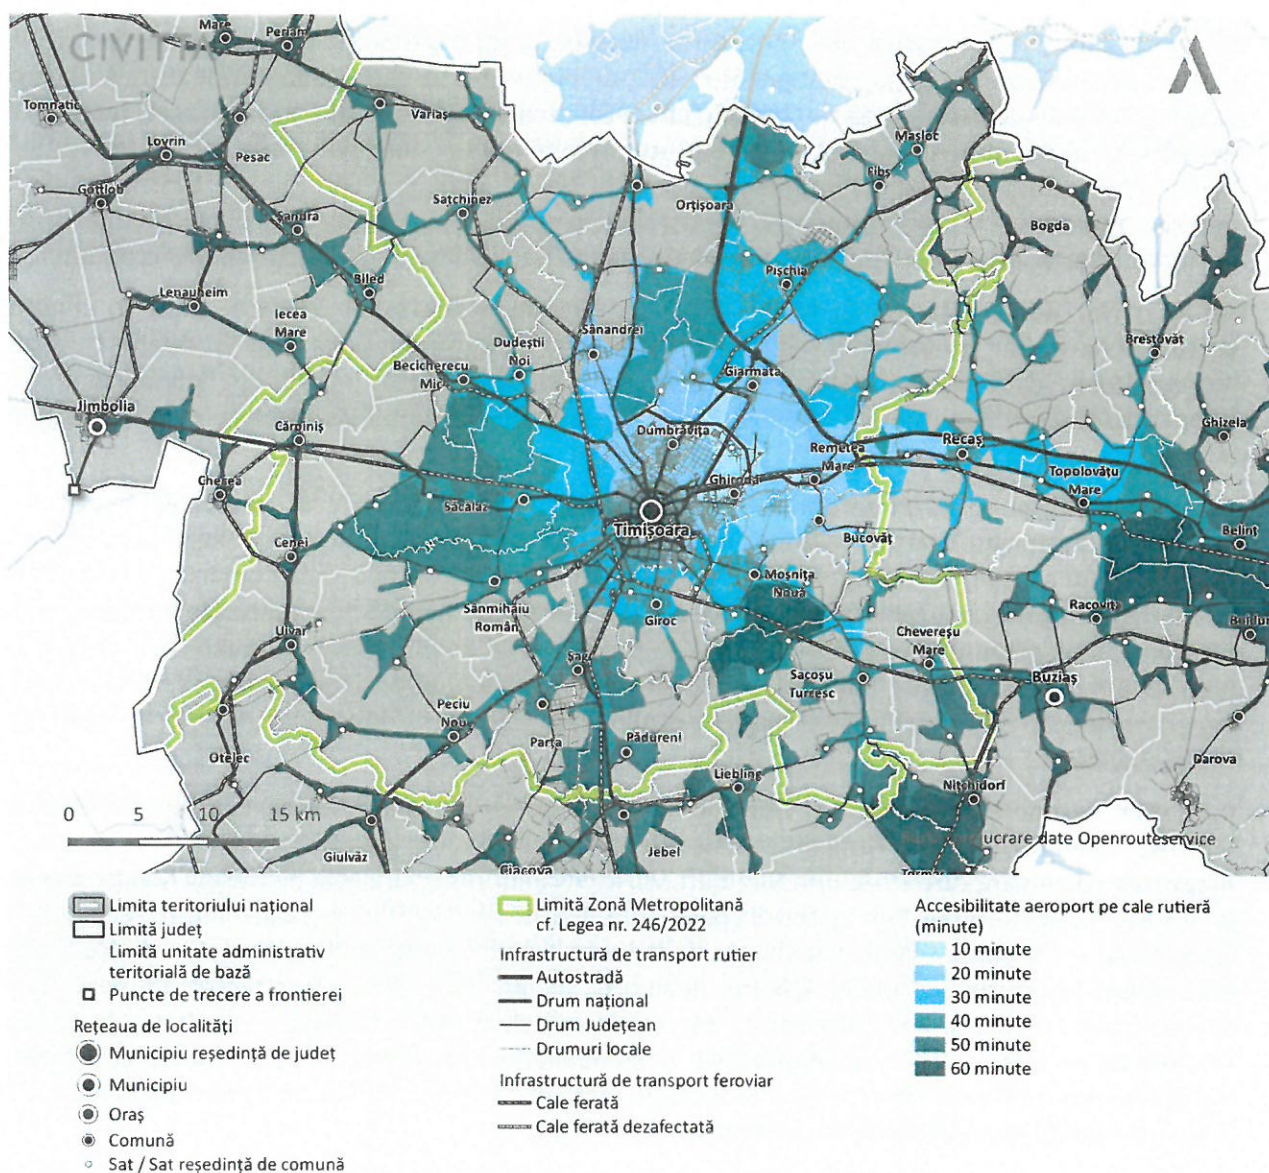 CIVITTA
Mare
Periam
Tomnatic
Variaș
Lovrin
Pesac
Mașloc
Gottlob
Fibiș
Satchinez
Orțișoara
Șandra
Bogda
Pișchia
Biled
Lenauheim
Iecea
Mare
Sânandrei
Dudeștii
Noi
Brestovăț
Becicherecu
Mic
Giarmata
Jimbolia
Cărpiniș
Dumbrăvița
Recaș
Ghizela
Remetea
Mare
Topolovățu
Mare
Checea
Ghiroda
Săcălaz
Timișoara
Belinț
Bucovăț
Cenei
Moșnița
Nouă
Sânmihaiu
Român
Giroc
Racovița
Uivar
Chevereșu
Mare
Șag
Sacoșu
Turcesc
Buziaș
Peciu
Nou
Parța
Pădureni
Otelec
Liebling
Darova
Nițchidorf
0 5 10 15 km
lucrare date Openrouteservice
Giulvăz
Jebel
Ciacova
Limita teritoriului național
Limită județ
Limită unitate administrativ
teritorială de bază
Puncte de trecere a frontierei
Rețeaua de localități
Municipiu reședință de județ
Municipiu
Oraș
Comună
Sat / Sat reședință de comună
Limită Zonă Metropolitană
cf. Legea nr. 246/2022
Infrastructură de transport rutier
Autostradă
Drum național
Drum Județean
Drumuri locale
Infrastructură de transport feroviar
Cale ferată
Cale ferată dezafectată
Accesibilitate aeroport pe cale rutieră
(minute)
10 minute
20 minute
30 minute
40 minute
50 minute
60 minute